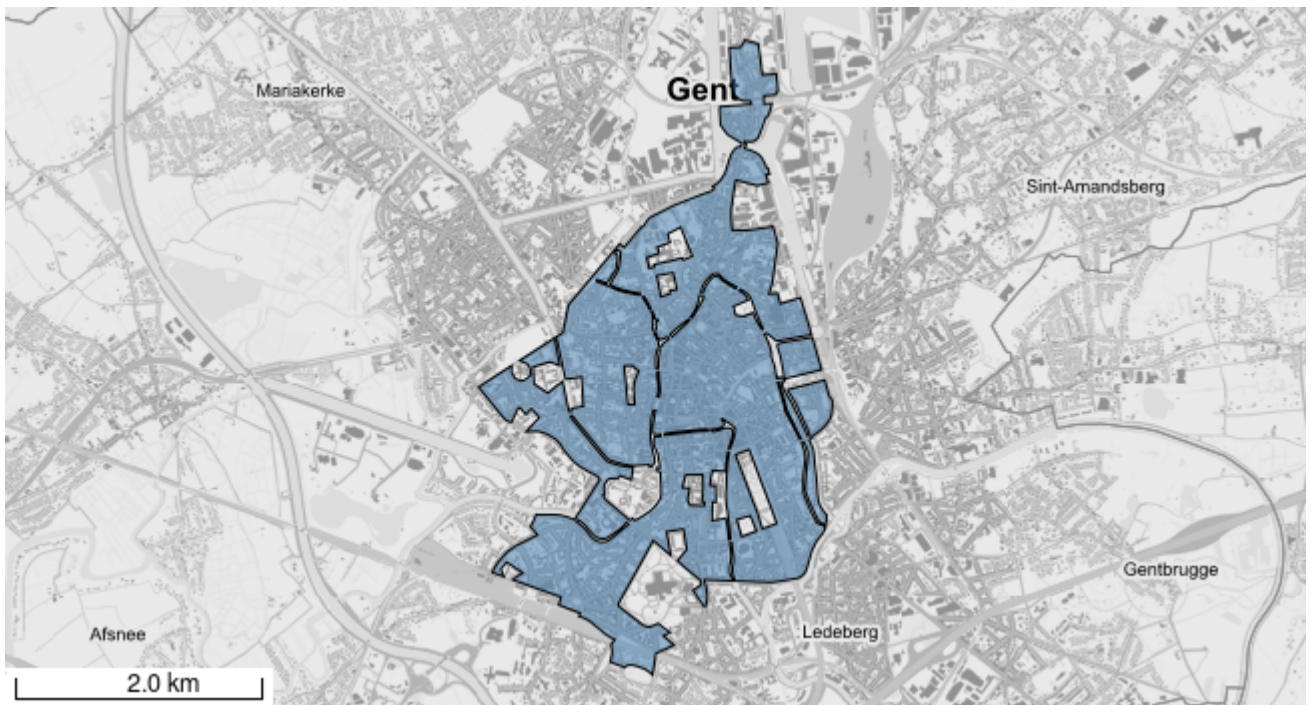 Gent
Mariakerke
Sint-Amandsberg
Gentbrugge
Afsnee
Ledeberg
2.0 km